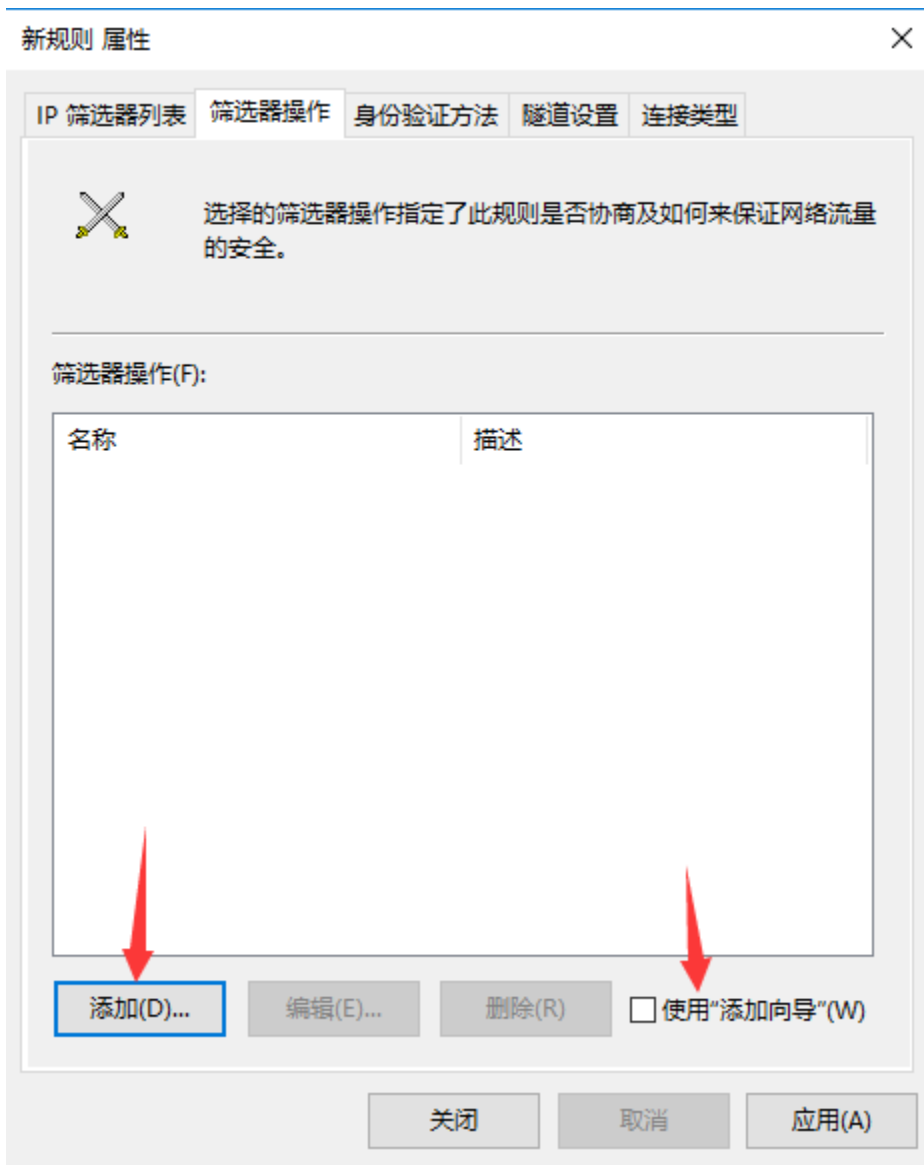 新规则 属性
IP 筛选器列表 筛选器操作 身份验证方法 隧道设置 连接类型
选择的筛选器操作指定了此规则是否协商及如何来保证网络流量
的安全。
筛选器操作(F):
名称 描述
添加(D)... 编辑(E)... 删除(R) 使用"添加向导"(W)
关闭 取消 应用(A)